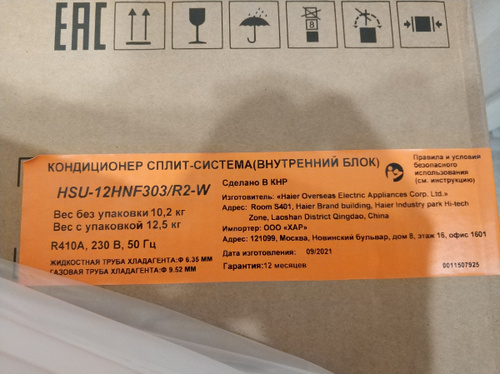 EAC
8
КОНДИЦИОНЕР СПЛИТ-СИСТЕМА(ВНУТРЕННИЙ БЛОК)
HSU-12HNF303/R2-W
Вес без упаковки 10,2 кг
Вес с упаковкой 12,5 кг
R410A, 230 В, 50 Гц
ЖИДКОСТНАЯ ТРУБА ХЛАДАГЕНТА:Ф 6.35 ММ
ГАЗОВАЯ ТРУБА ХЛАДАГЕНТА:Ф 9.52 ММ
Сделано В КНР
Изготовитель: «Haier Overseas Electric Appliances Corp. Ltd.»
Адрес: Room S401, Haier Brand building, Haier Industry park Hi-tech
Zone, Laoshan District Qingdao, China
Импортер: ООО «ХАР»
Адрес: 121099, Москва, Новинский бульвар, дом 8, этаж 16, офис 1601
Дата изготовления: 09/2021
Гарантия:12 месяцев
Правила и условия
безопасного
использования
(см. инструкции)
0011507925